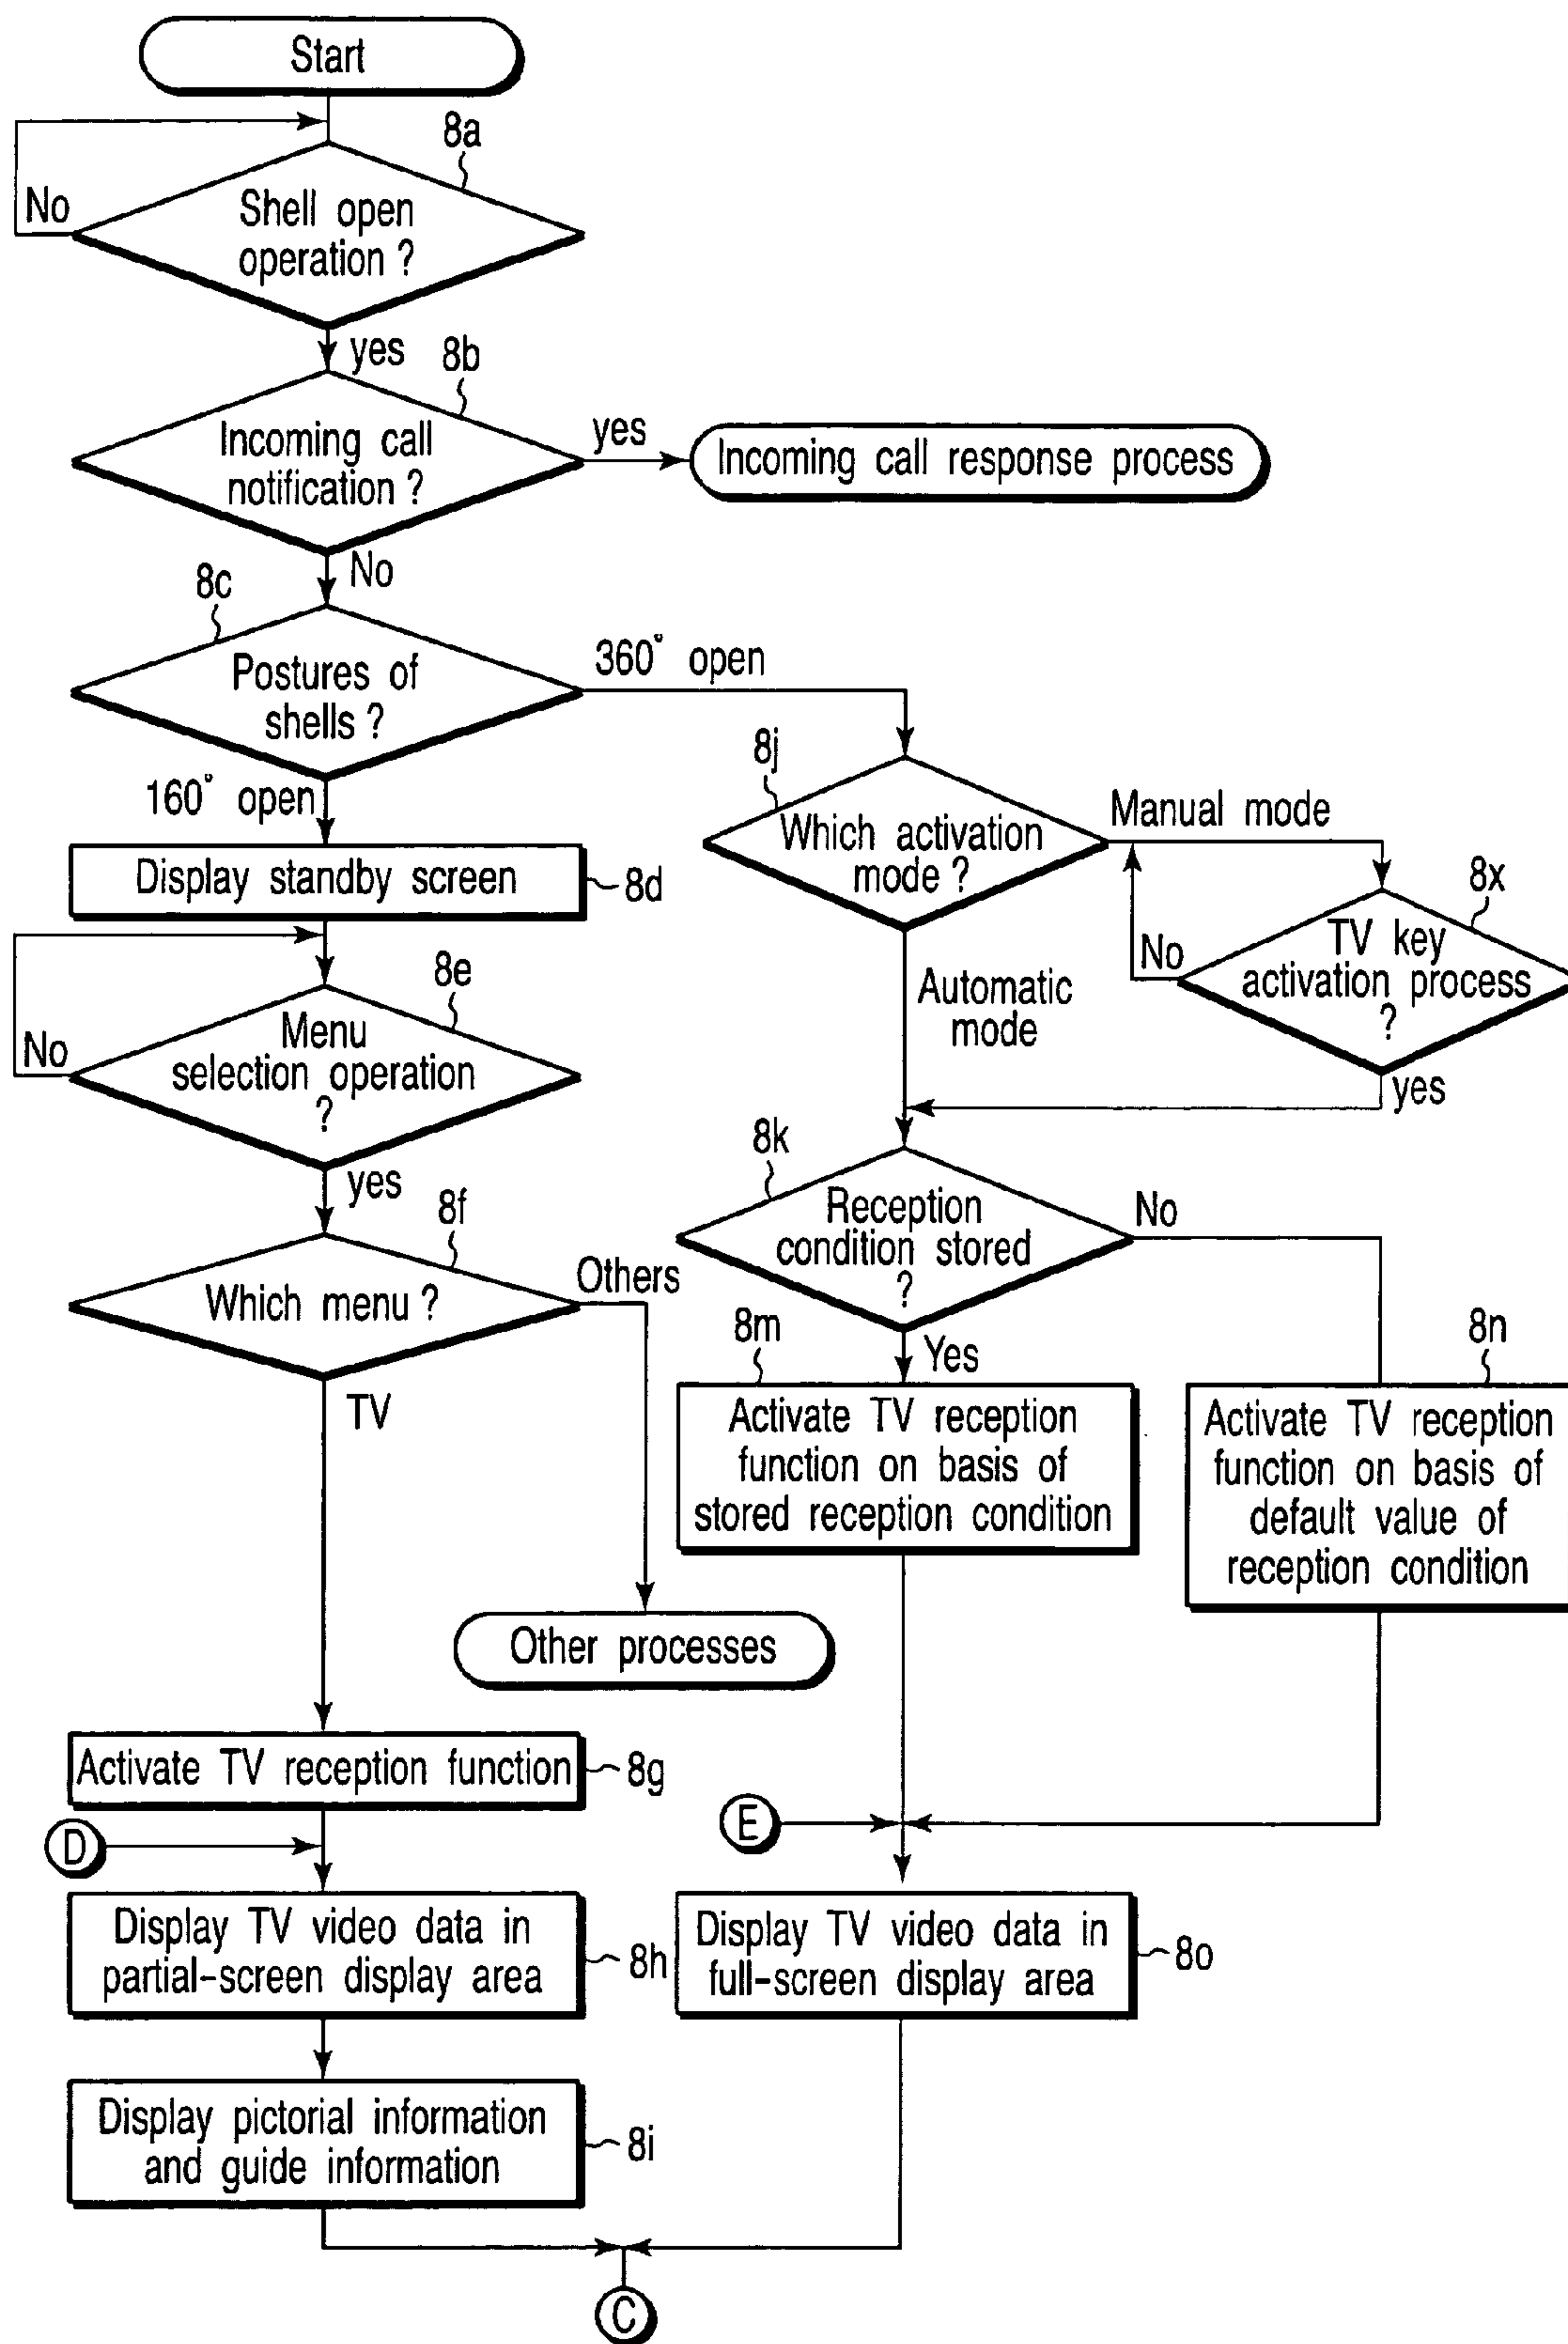 Start
8a
No
Shell open
operation ?
yes
8b
Incoming call
notification ?
yes
Incoming call response process
No
8c
Postures of
shells ?
360° open
160° open
8j
Which activation
mode ?
Manual mode
Display standby screen
8d
8x
TV key
activation process
?
No
yes
Automatic
mode
8e
Menu
selection operation
?
No
yes
8k
Reception
condition stored
?
No
8f
Which menu ?
Others
TV
8m
Yes
8n
Activate TV reception
function on basis of
stored reception condition
Activate TV reception
function on basis of
default value of
reception condition
Other processes
Activate TV reception function
8g
D
E
Display TV video data in
partial-screen display area
8h
Display TV video data in
full-screen display area
8o
Display pictorial information
and guide information
8i
C